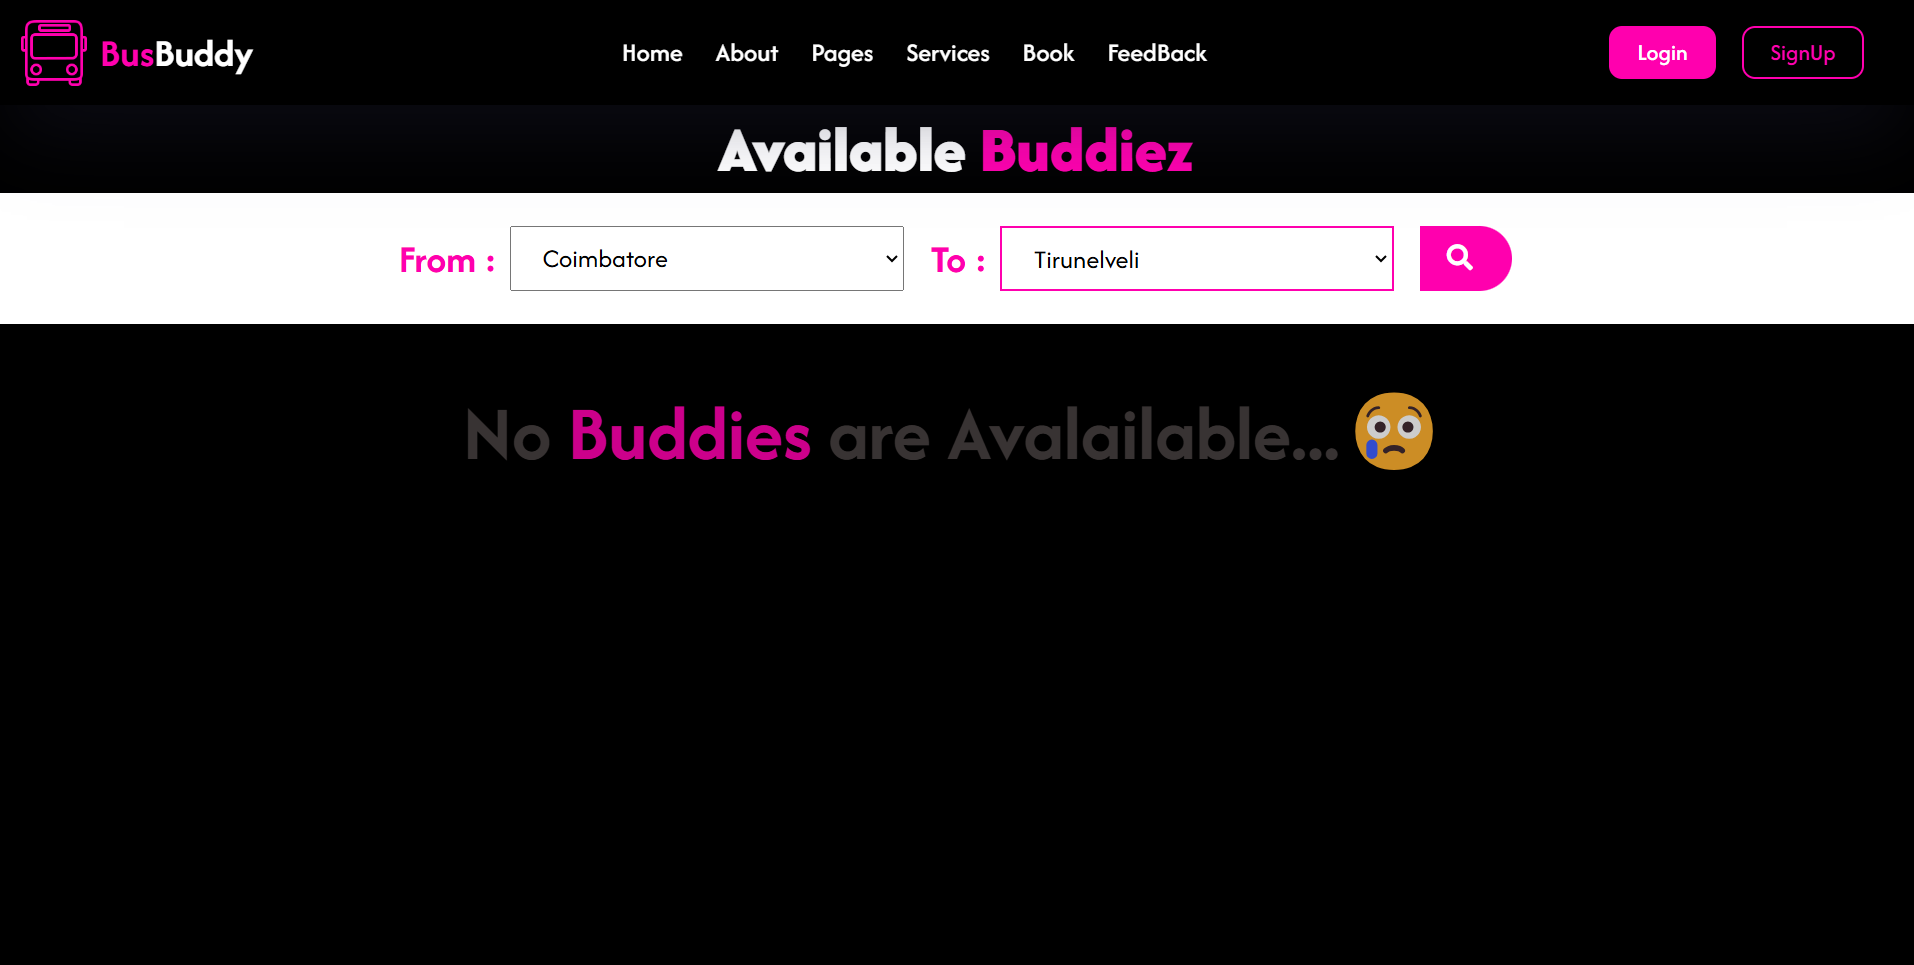 BusBuddy Home About Pages Services Book FeedBack Login SignUp
Available Buddiez
From : Coimbatore To : Tirunelveli
No Buddies are Avalailable...